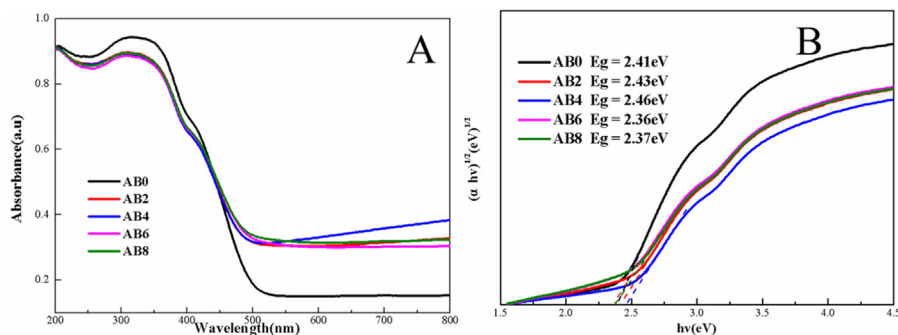 A
Absorbance(a.u)
1.0
0.8
0.6
0.4
0.2
AB0
AB2
AB4
AB6
AB8
200 300 400 500 600 700 800
Wavelength(nm)
B
(α hv)1/2(eV)1/2
AB0 Eg = 2.41eV
AB2 Eg = 2.43eV
AB4 Eg = 2.46eV
AB6 Eg = 2.36eV
AB8 Eg = 2.37eV
1.5 2.0 2.5 3.0 3.5 4.0 4.5
hv(eV)